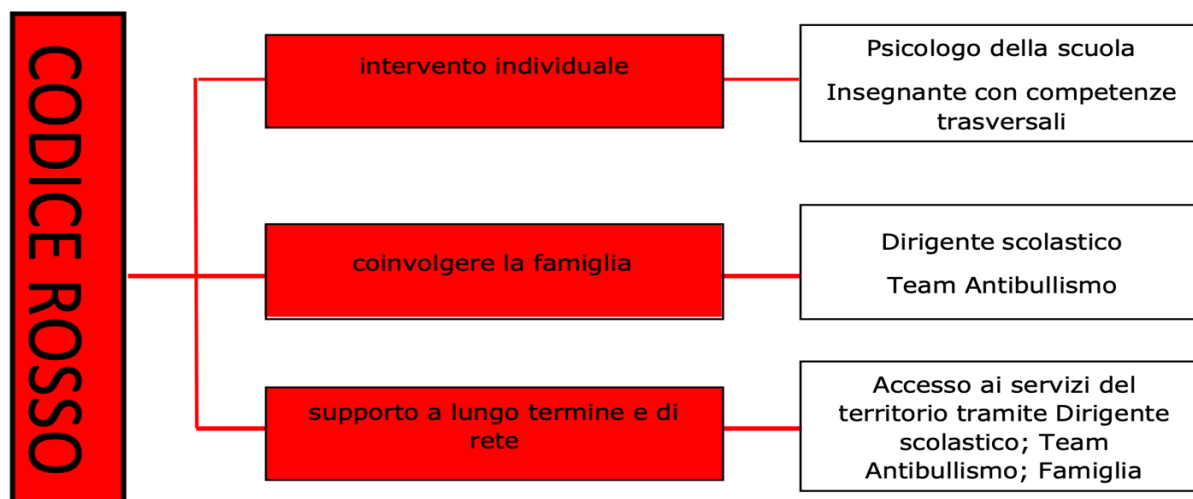 CODICE ROSSO
intervento individuale
Psicologo della scuola
Insegnante con competenze
trasversali
coinvolgere la famiglia
Dirigente scolastico
Team Antibullismo
supporto a lungo termine e di
rete
Accesso ai servizi del
territorio tramite Dirigente
scolastico; Team
Antibullismo; Famiglia